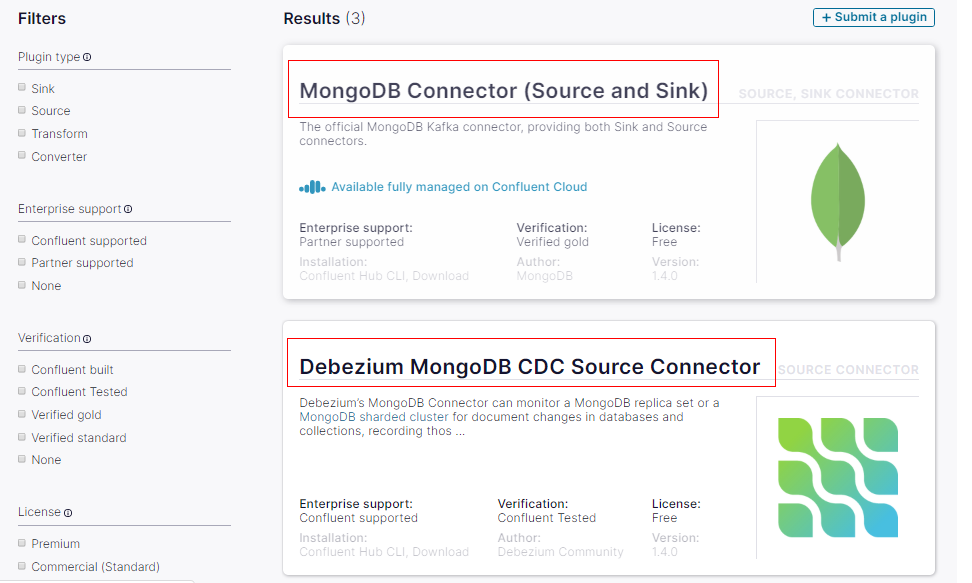 Filters
Plugin type
Sink
Source
Transform
Converter
Enterprise support
Confluent supported
Partner supported
None
Verification
Confluent built
Confluent Tested
Verified gold
Verified standard
None
License
Premium
Commercial (Standard)
Results (3)
+ Submit a plugin
MongoDB Connector (Source and Sink)
SOURCE, SINK CONNECTOR
The official MongoDB Kafka connector, providing both Sink and Source
connectors.
Available fully managed on Confluent Cloud
Enterprise support: Verification: License:
Partner supported Verified gold Free
Installation: Author: Version:
Confluent Hub CLI, Download MongoDB 1.4.0
Debezium MongoDB CDC Source Connector
SOURCE CONNECTOR
Debezium's MongoDB Connector can monitor a MongoDB replica set or a
MongoDB sharded cluster for document changes in databases and
collections, recording thos ...
Enterprise support: Verification: License:
Confluent supported Confluent Tested Free
Installation: Author: Version:
Confluent Hub CLI, Download Debezium Community 1.4.0